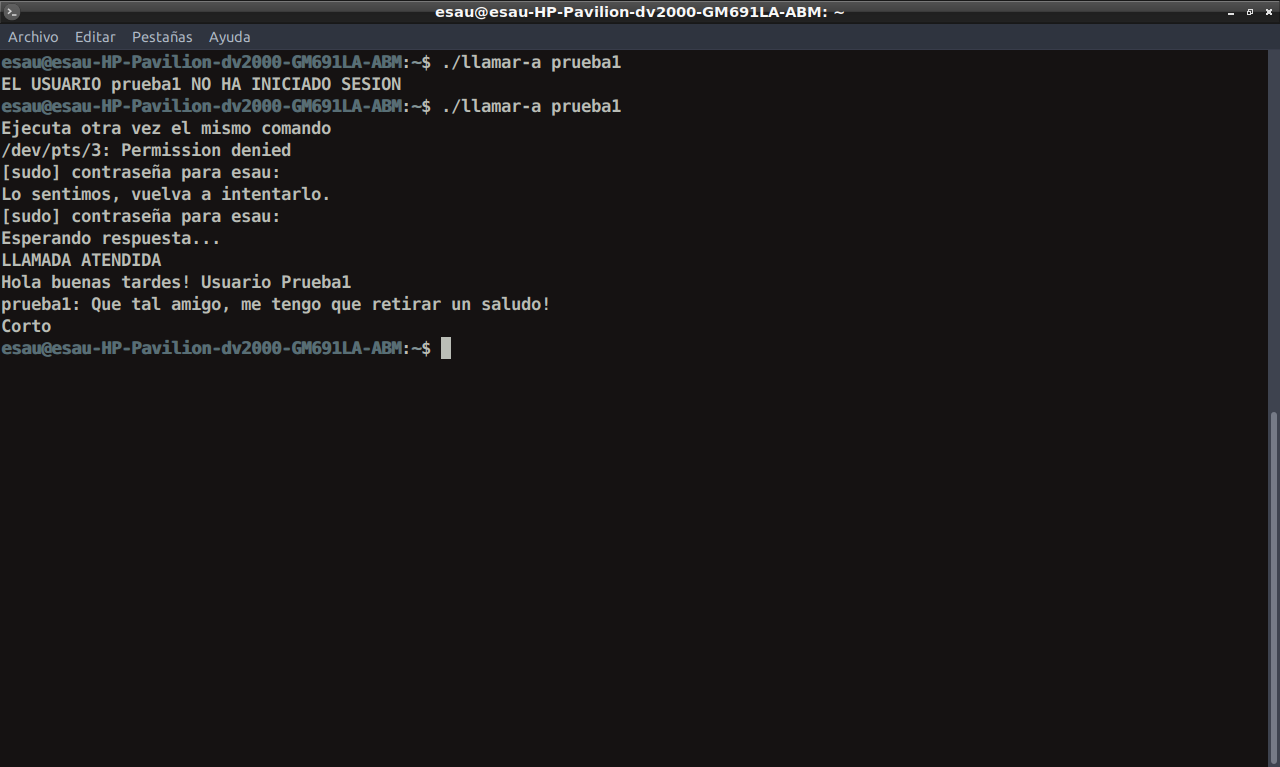 esau@esau-HP-Pavilion-dv2000-GM691LA-ABM: ~
Archivo Editar Pestañas Ayuda
esau@esau-HP-Pavilion-dv2000-GM691LA-ABM:~$ ./llamar-a prueba1
EL USUARIO prueba1 NO HA INICIADO SESION
esau@esau-HP-Pavilion-dv2000-GM691LA-ABM:~$ ./llamar-a prueba1
Ejecuta otra vez el mismo comando
/dev/pts/3: Permission denied
[sudo] contraseña para esau:
Lo sentimos, vuelva a intentarlo.
[sudo] contraseña para esau:
Esperando respuesta...
LLAMADA ATENDIDA
Hola buenas tardes! Usuario Prueba1
prueba1: Que tal amigo, me tengo que retirar un saludo!
Corto
esau@esau-HP-Pavilion-dv2000-GM691LA-ABM:~$